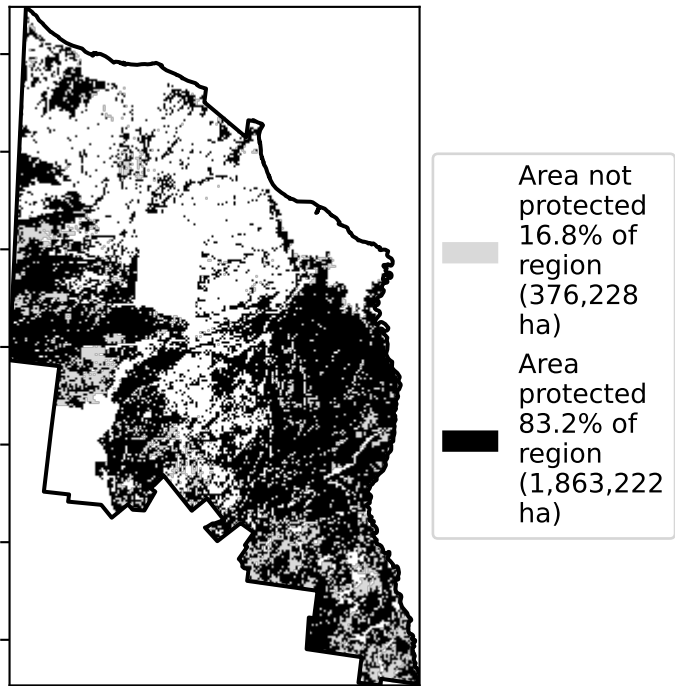 Area not
protected
16.8% of
region
(376,228
ha)
Area
protected
83.2% of
region
(1,863,222
ha)